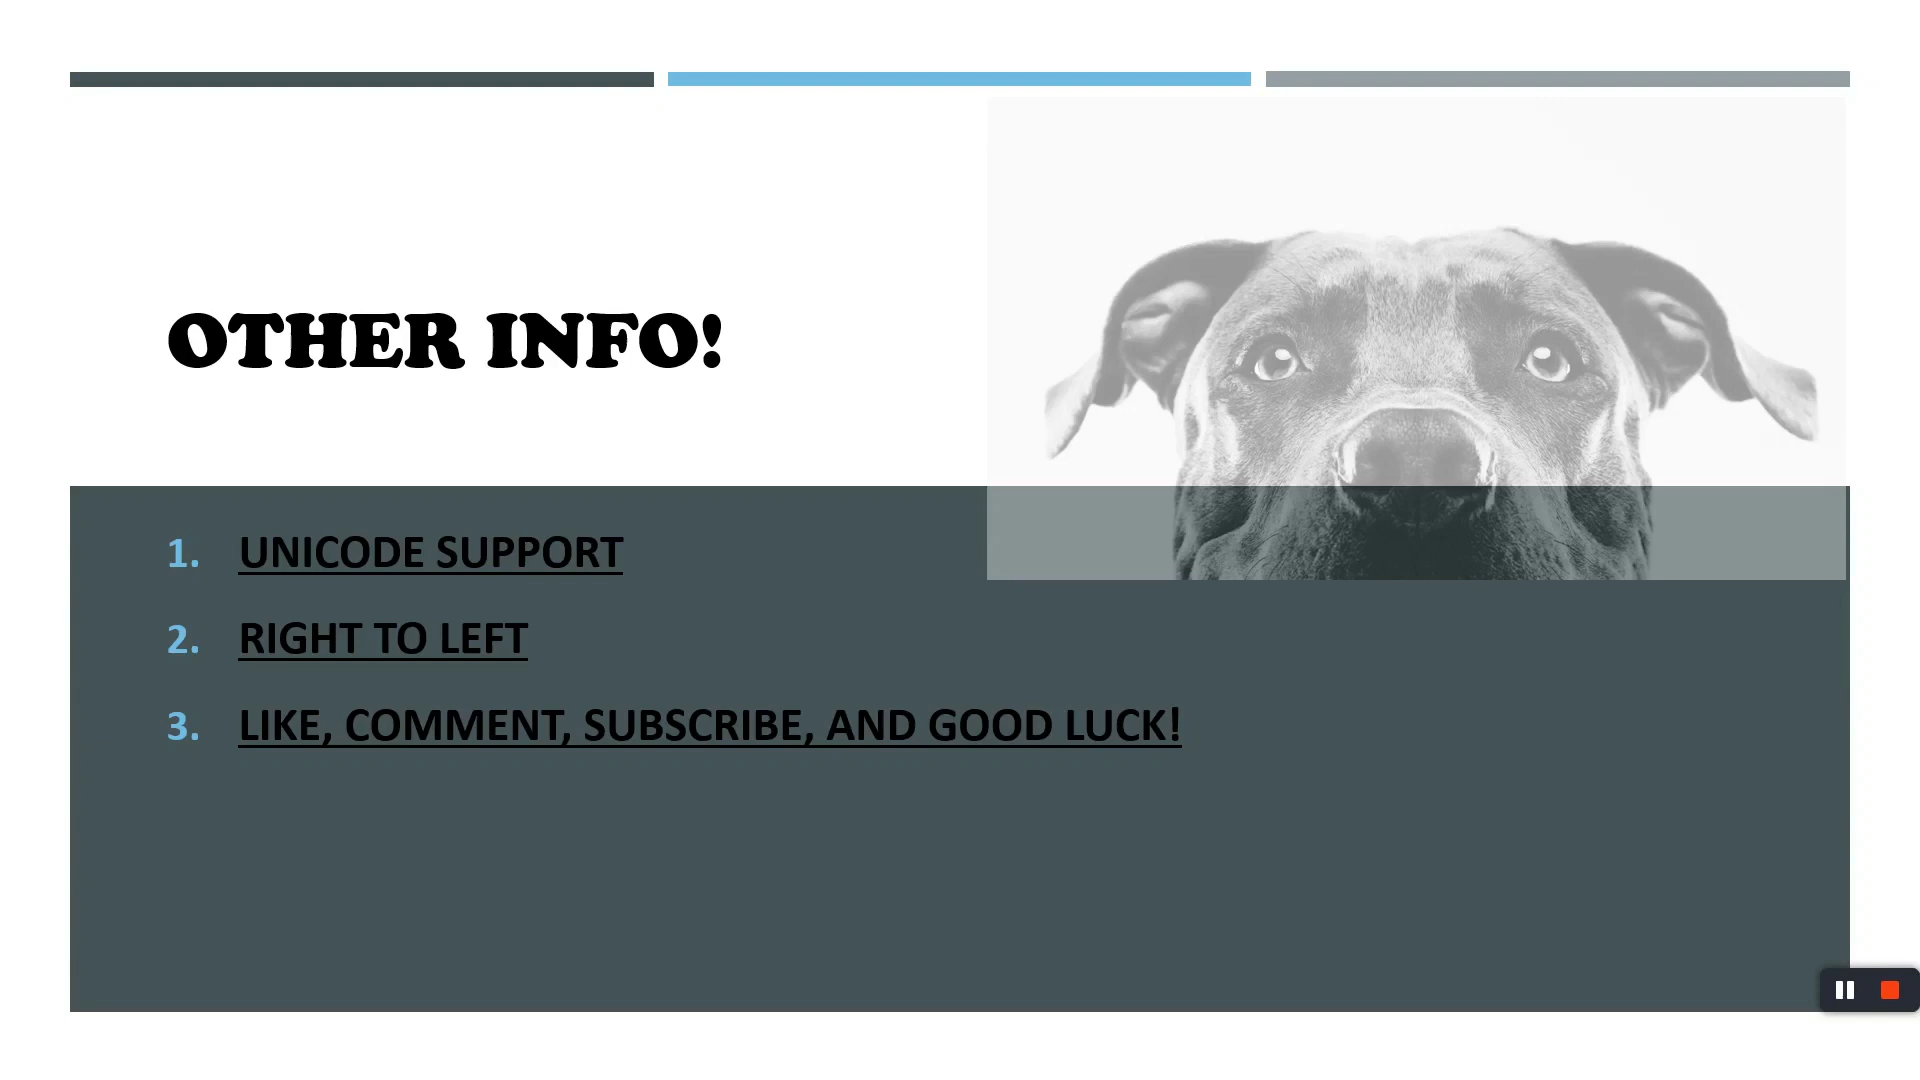 OTHER INFO!
1. UNICODE SUPPORT
2. RIGHT TO LEFT
3. LIKE, COMMENT, SUBSCRIBE, AND GOOD LUCK!